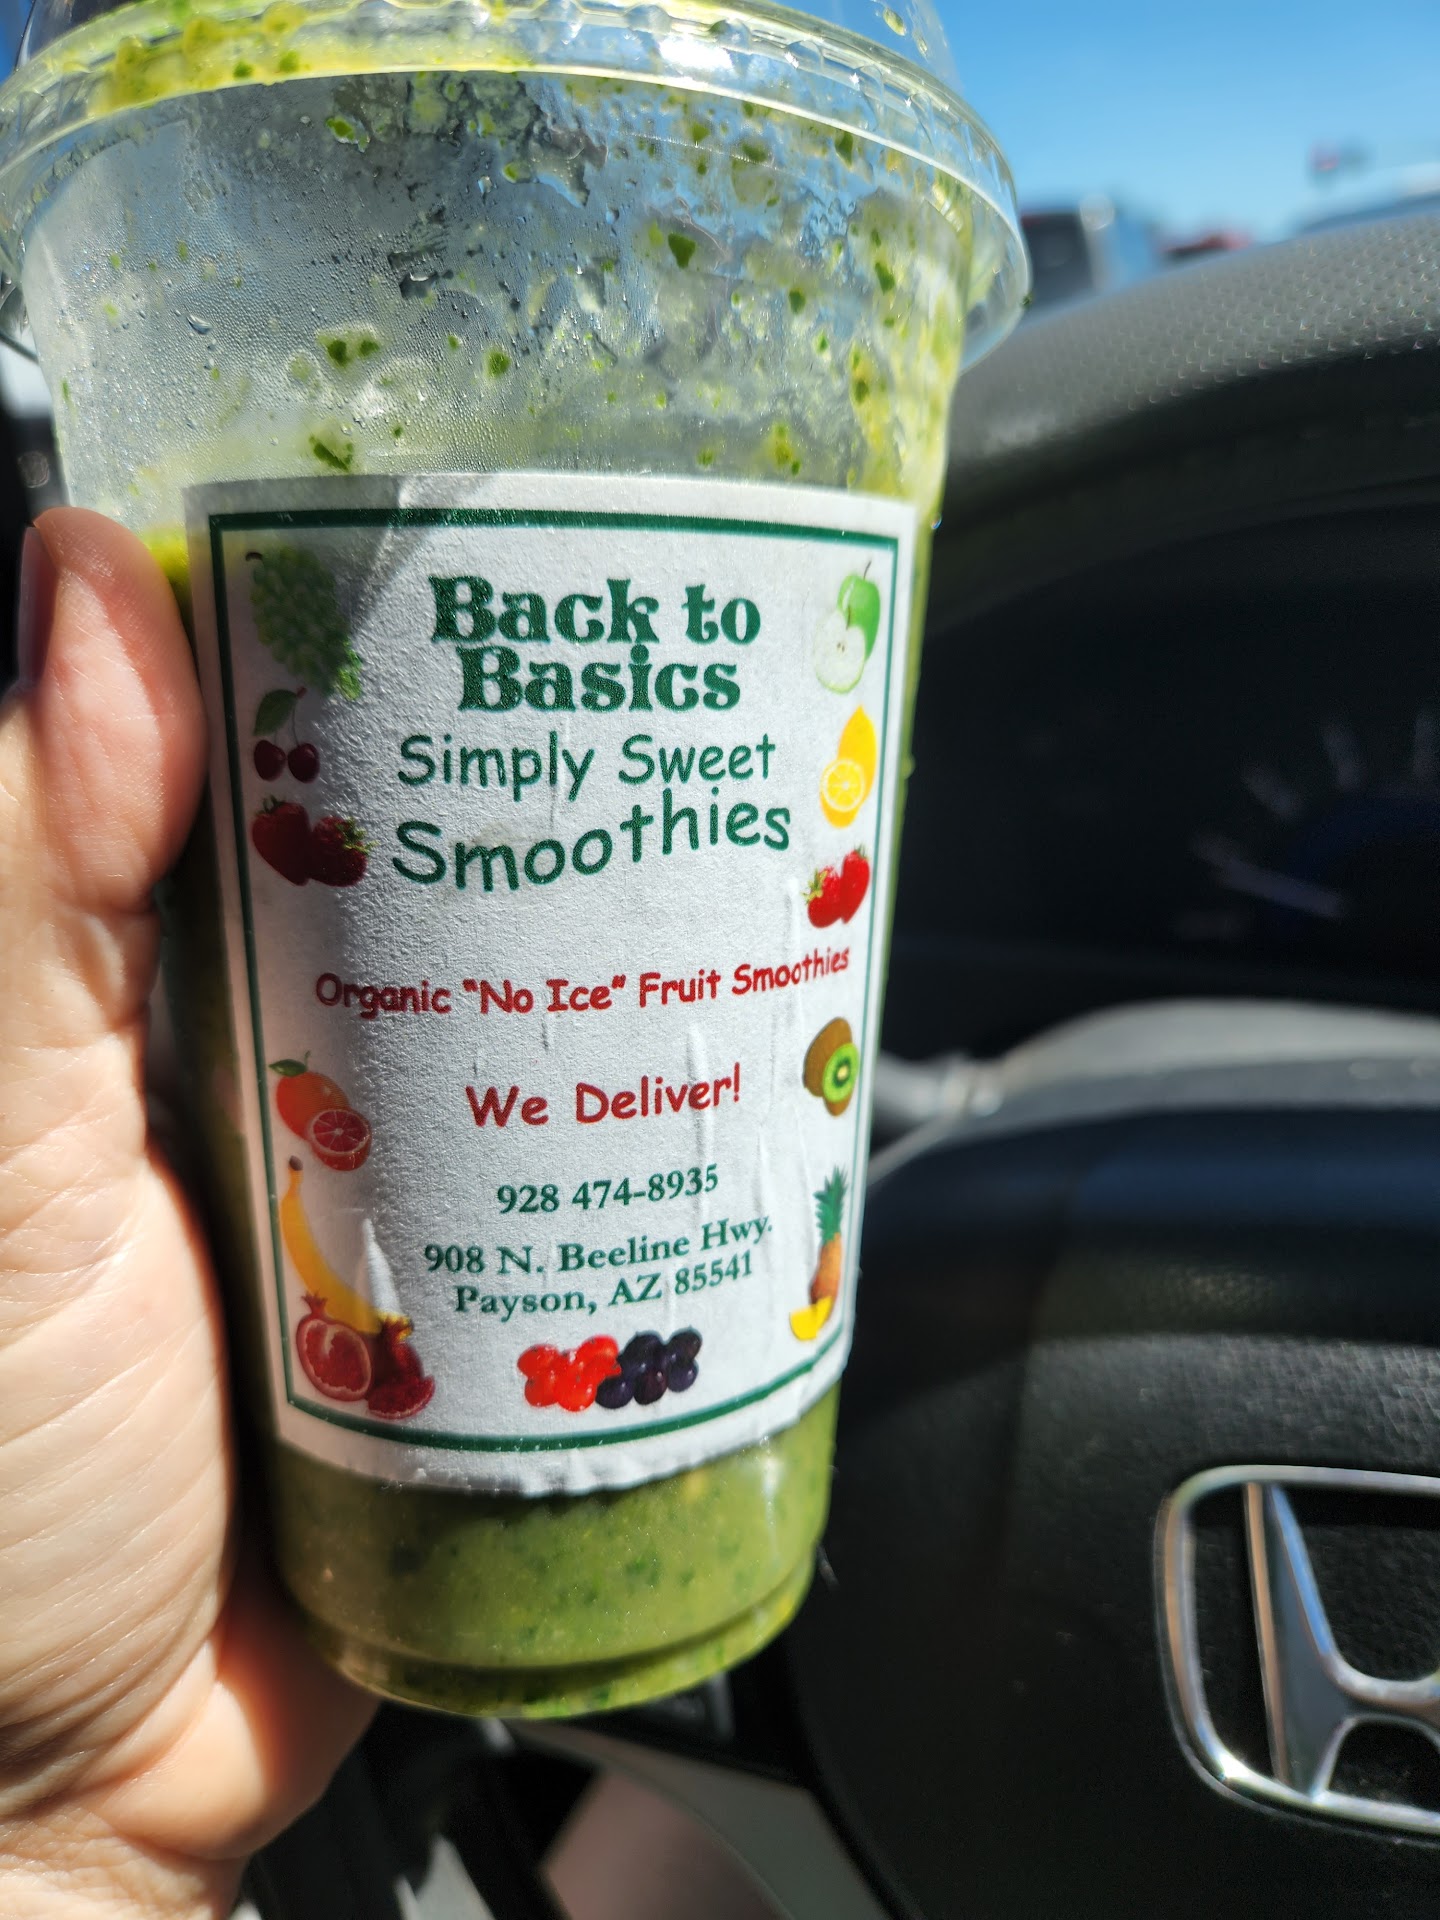 Back to
Basics
Simply Sweet
Smoothies
Organic "No Ice" Fruit Smoothies
We Deliver!
928 474-8935
908 N. Beeline Hwy.
Payson, AZ 85541